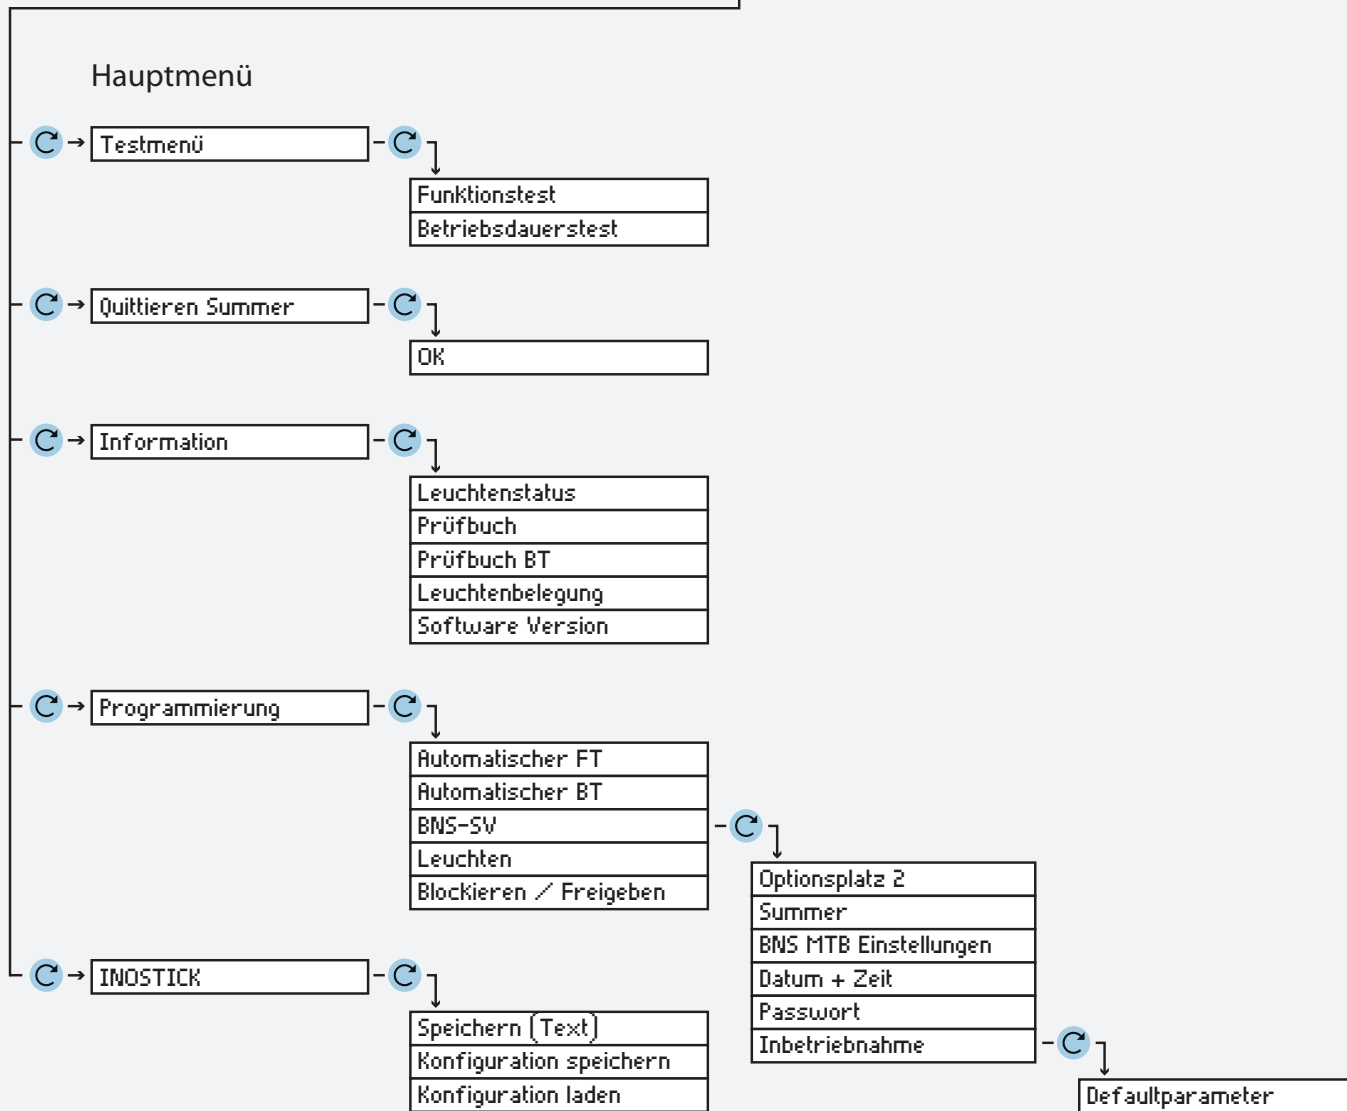 Hauptmenü
Testmenü
Funktionstest
Betriebsdauerstest
Quittieren Summer
OK
Information
Leuchtenstatus
Prüfbuch
Prüfbuch BT
Leuchtenbelegung
Software Version
Programmierung
Automatischer FT
Automatischer BT
BNS-SV
Leuchten
Blockieren / Freigeben
Optionsplatz 2
Summer
BNS MTB Einstellungen
Datum + Zeit
Passwort
Inbetriebnahme
Defaultparameter
INOSTICK
Speichern (Text)
Konfiguration speichern
Konfiguration laden